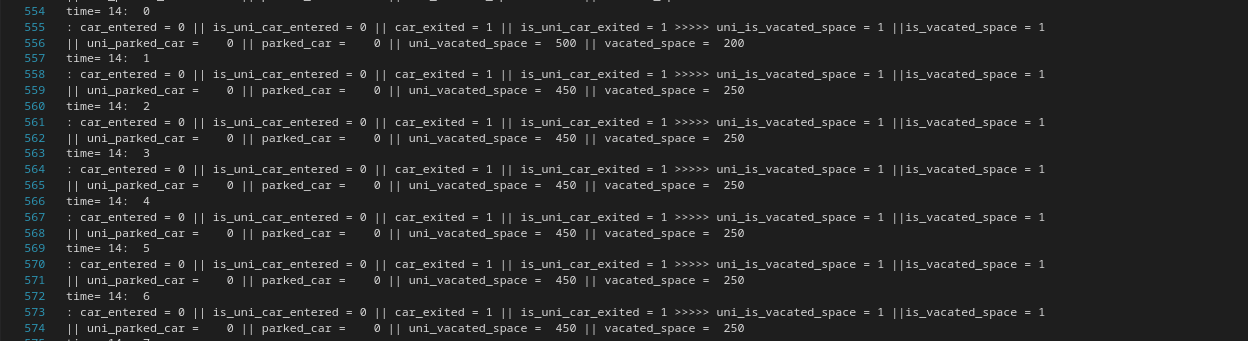 554 time= 14:  0
555 : car_entered = 0 || is_uni_car_entered = 0 || car_exited = 1 || is_uni_car_exited = 1 >>>>> uni_is_vacated_space = 1 ||is_vacated_space = 1
556 || uni_parked_car =    0 || parked_car =    0 || uni_vacated_space =  500 || vacated_space =  200
557 time= 14:  1
558 : car_entered = 0 || is_uni_car_entered = 0 || car_exited = 1 || is_uni_car_exited = 1 >>>>> uni_is_vacated_space = 1 ||is_vacated_space = 1
559 || uni_parked_car =    0 || parked_car =    0 || uni_vacated_space =  450 || vacated_space =  250
560 time= 14:  2
561 : car_entered = 0 || is_uni_car_entered = 0 || car_exited = 1 || is_uni_car_exited = 1 >>>>> uni_is_vacated_space = 1 ||is_vacated_space = 1
562 || uni_parked_car =    0 || parked_car =    0 || uni_vacated_space =  450 || vacated_space =  250
563 time= 14:  3
564 : car_entered = 0 || is_uni_car_entered = 0 || car_exited = 1 || is_uni_car_exited = 1 >>>>> uni_is_vacated_space = 1 ||is_vacated_space = 1
565 || uni_parked_car =    0 || parked_car =    0 || uni_vacated_space =  450 || vacated_space =  250
566 time= 14:  4
567 : car_entered = 0 || is_uni_car_entered = 0 || car_exited = 1 || is_uni_car_exited = 1 >>>>> uni_is_vacated_space = 1 ||is_vacated_space = 1
568 || uni_parked_car =    0 || parked_car =    0 || uni_vacated_space =  450 || vacated_space =  250
569 time= 14:  5
570 : car_entered = 0 || is_uni_car_entered = 0 || car_exited = 1 || is_uni_car_exited = 1 >>>>> uni_is_vacated_space = 1 ||is_vacated_space = 1
571 || uni_parked_car =    0 || parked_car =    0 || uni_vacated_space =  450 || vacated_space =  250
572 time= 14:  6
573 : car_entered = 0 || is_uni_car_entered = 0 || car_exited = 1 || is_uni_car_exited = 1 >>>>> uni_is_vacated_space = 1 ||is_vacated_space = 1
574 || uni_parked_car =    0 || parked_car =    0 || uni_vacated_space =  450 || vacated_space =  250